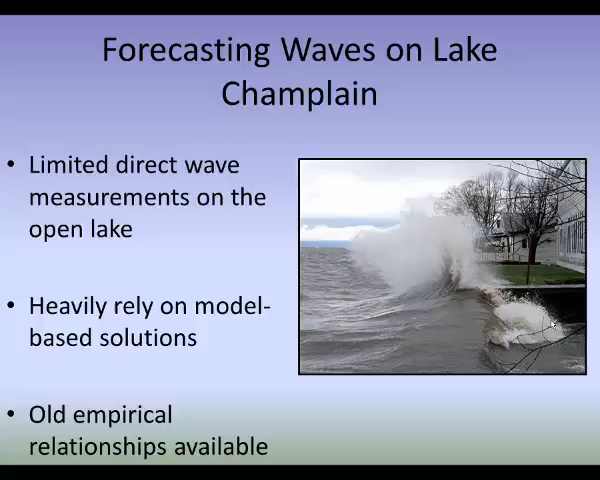 Forecasting Waves on Lake
Champlain
• Limited direct wave
measurements on the
open lake
• Heavily rely on model-
based solutions
• Old empirical
relationships available